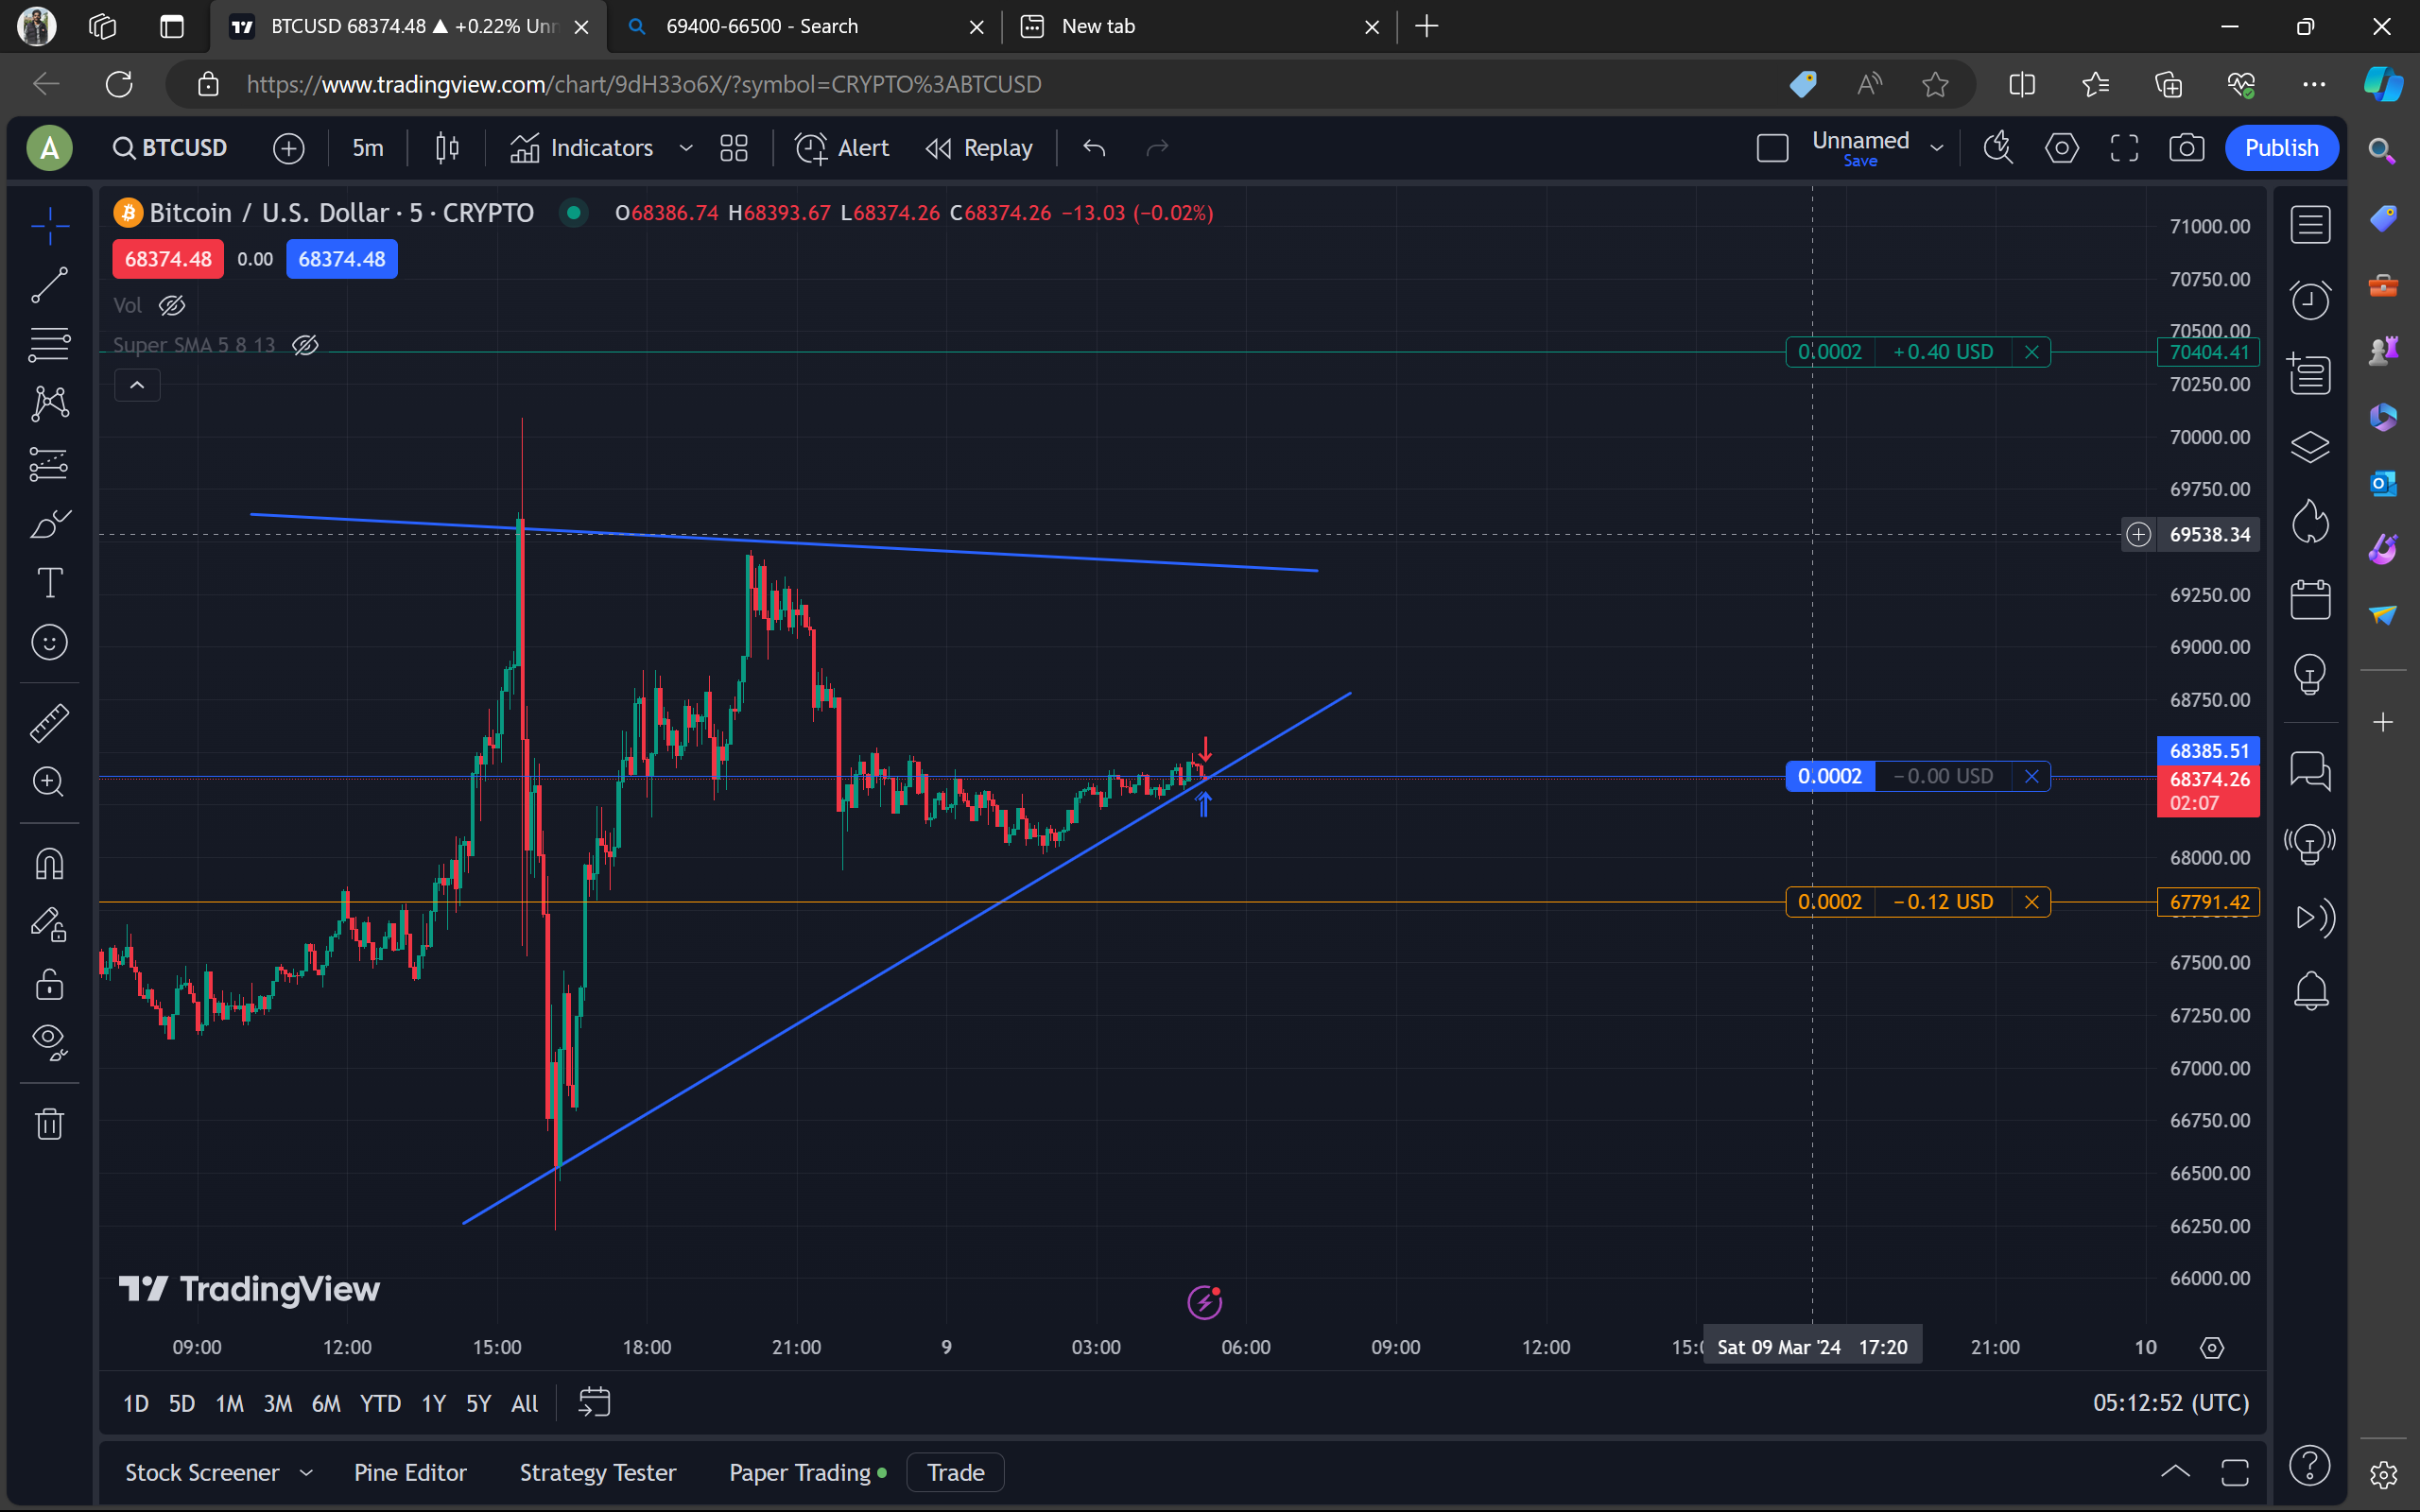 BTCUSD 68374.48 ▲ +0.22% Unn
69400-66500 - Search
New tab
https://www.tradingview.com/chart/9dH33o6X/?symbol=CRYPTO%3ABTCUSD
A
BTCUSD
5m
Indicators
Alert
Replay
Unnamed
Save
Publish
Bitcoin / U.S. Dollar · 5 · CRYPTO
O68386.74 H68393.67 L68374.26 C68374.26 −13.03 (−0.02%)
68374.48 0.00 68374.48
Vol
Super SMA 5 8 13
71000.00
70750.00
70500.00
0.0002 +0.40 USD
70404.41
70250.00
70000.00
69750.00
69538.34
69250.00
69000.00
68750.00
68385.51
0.0002 −0.00 USD
68374.26
02:07
68000.00
0.0002 −0.12 USD
67791.42
67500.00
67250.00
67000.00
66750.00
66500.00
66250.00
66000.00
TradingView
09:00 12:00 15:00 18:00 21:00 9 03:00 06:00 09:00 12:00 15:0 Sat 09 Mar '24 17:20 21:00 10
1D 5D 1M 3M 6M YTD 1Y 5Y All
05:12:52 (UTC)
Stock Screener Pine Editor Strategy Tester Paper Trading Trade